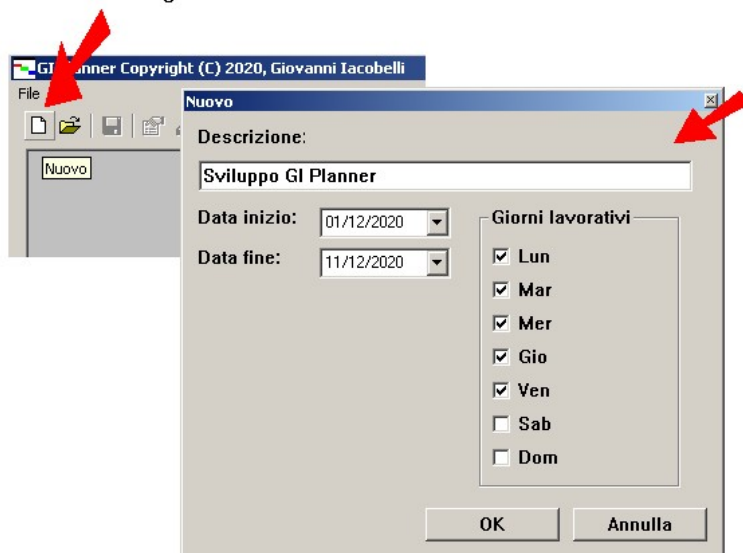 GI Planner Copyright (C) 2020, Giovanni Iacobelli
File
Nuovo
Nuovo
Descrizione:
Sviluppo GI Planner
Data inizio: 01/12/2020
Data fine: 11/12/2020
Giorni lavorativi
Lun
Mar
Mer
Gio
Ven
Sab
Dom
OK Annulla